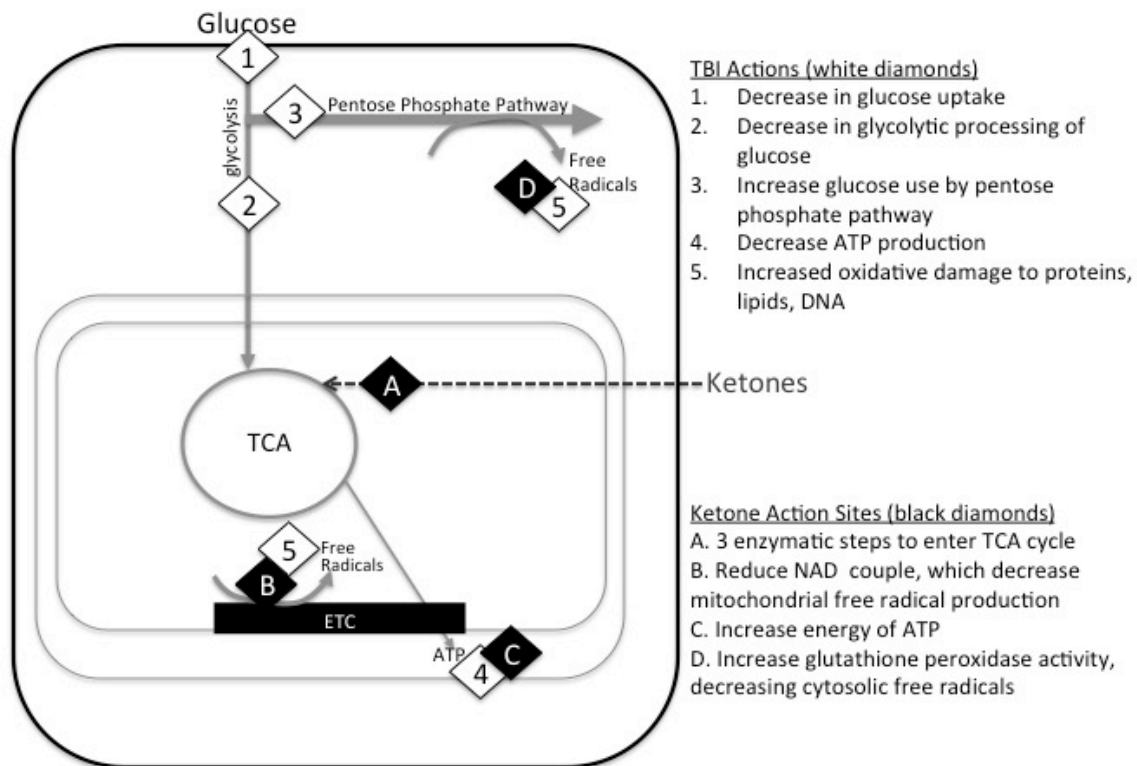 Glucose
1
3
Pentose Phosphate Pathway
glycolysis
Free
Radicals
D
5
2
A
Ketones
TCA
5
Free
Radicals
B
ETC
ATP
4
C
TBI Actions (white diamonds)
1. Decrease in glucose uptake
2. Decrease in glycolytic processing of
glucose
3. Increase glucose use by pentose
phosphate pathway
4. Decrease ATP production
5. Increased oxidative damage to proteins,
lipids, DNA
Ketone Action Sites (black diamonds)
A. 3 enzymatic steps to enter TCA cycle
B. Reduce NAD couple, which decrease
mitochondrial free radical production
C. Increase energy of ATP
D. Increase glutathione peroxidase activity,
decreasing cytosolic free radicals